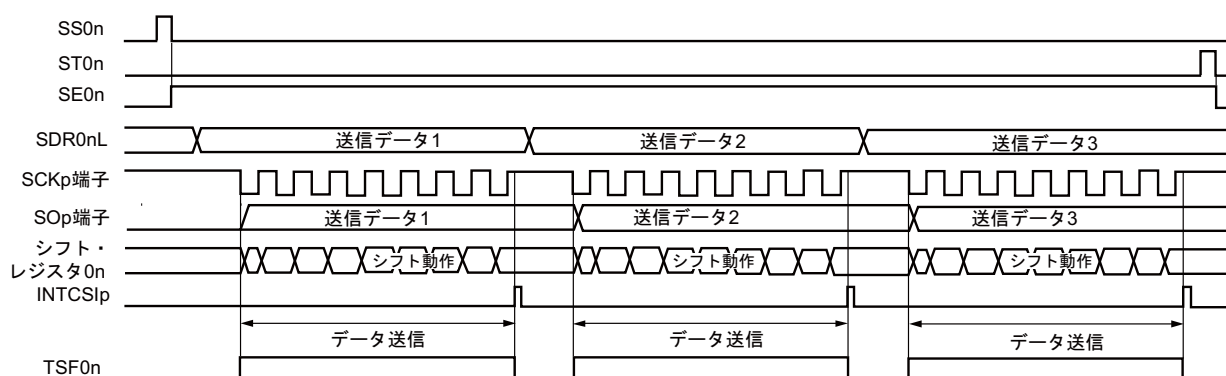 SS0n
ST0n
SE0n
SDR0nL 送信データ1 送信データ2 送信データ3
SCKp端子
SOp端子 送信データ1 送信データ2 送信データ3
シフト・
レジスタ0n シフト動作 シフト動作 シフト動作
INTCSIp
データ送信 データ送信 データ送信
TSF0n